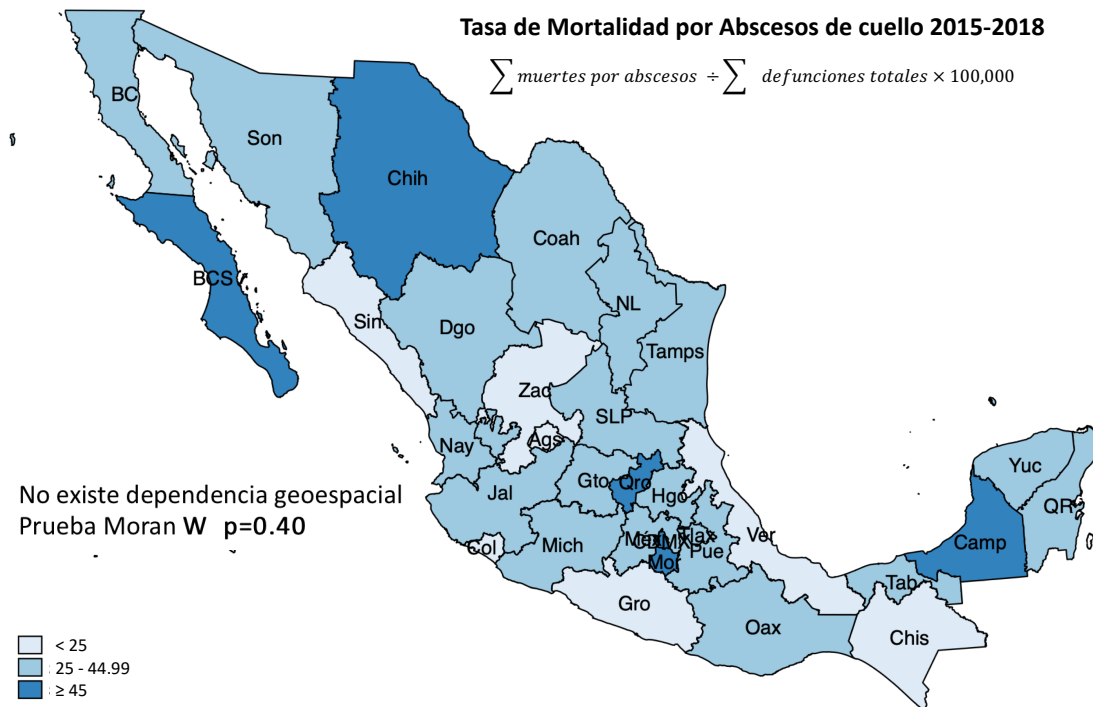 Tasa de Mortalidad por Abscesos de cuello 2015-2018
∑ muertes por abscesos ÷ ∑ defunciones totales × 100,000
BC
Son
Chih
Coah
BCS
NL
Sin
Dgo
Tamps
Zac
SLP
Ags
Nay
Yuc
Gto
Qro
Hgo
Jal
QR
No existe dependencia geoespacial
Prueba Moran W p=0.40
Méx
CDMX
Tlax
Ver
Camp
Col
Mich
Pue
Mor
Tab
Gro
Oax
Chis
< 25
25 - 44.99
≥ 45